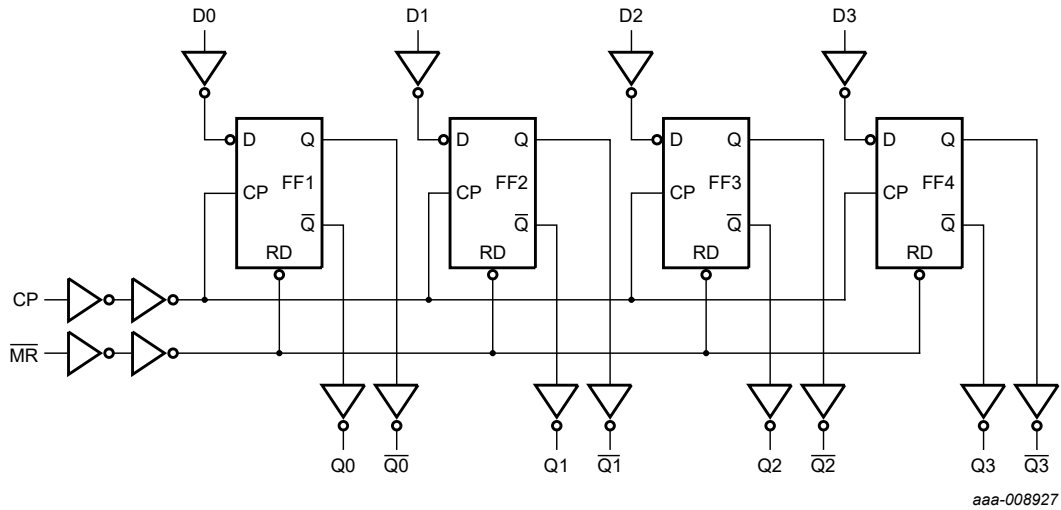 D0 D1 D2 D3
D Q D Q D Q D Q
FF1 FF2 FF3 FF4
CP CP CP CP
Q̅ Q̅ Q̅ Q̅
RD RD RD RD
CP
M̅R̅
Q0 Q̅0̅ Q1 Q̅1̅ Q2 Q̅2̅ Q3 Q̅3̅
aaa-008927